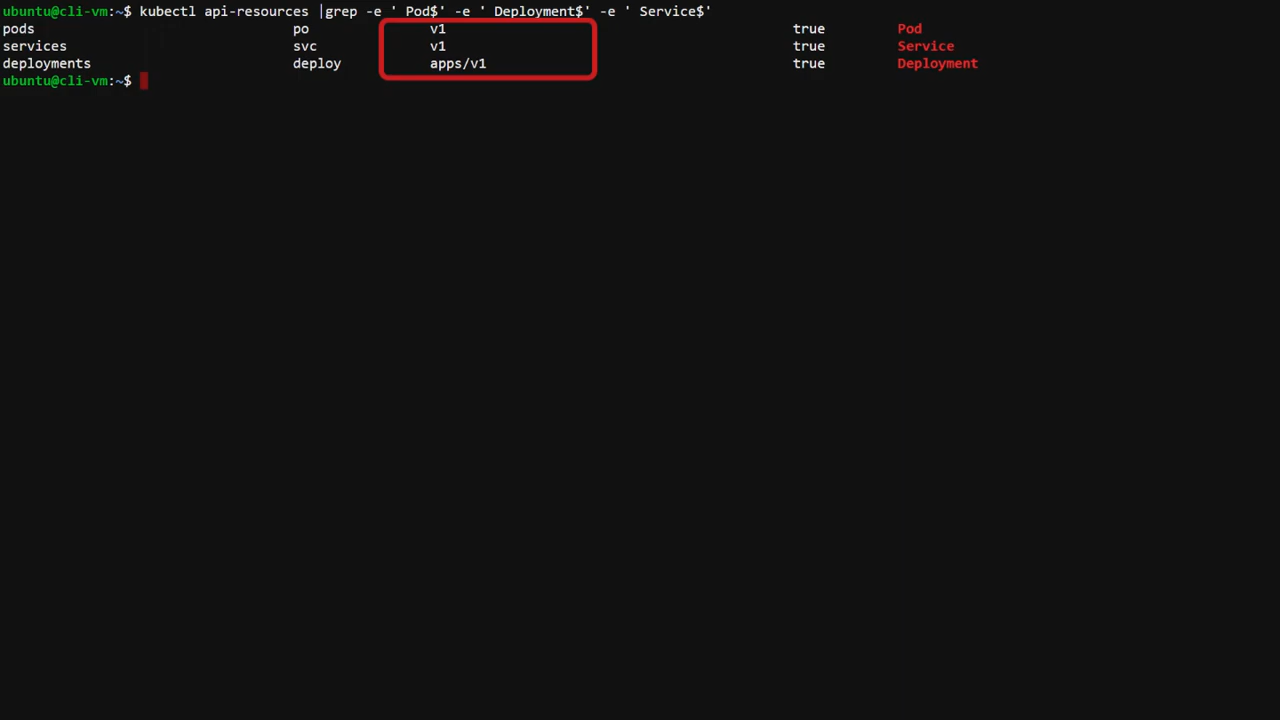 ubuntu@cli-vm:~$ kubectl api-resources |grep -e ' Pod$' -e ' Deployment$' -e ' Service$'
pods po v1 true Pod
services svc v1 true Service
deployments deploy apps/v1 true Deployment
ubuntu@cli-vm:~$